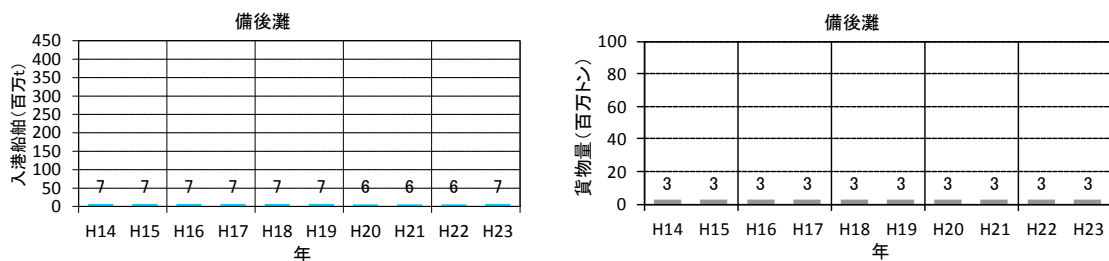 備後灘
入港船舶(百万t)
450
400
350
300
250
200
150
100
50
0
7 7 7 7 7 7 6 6 6 7
H14 H15 H16 H17 H18 H19 H20 H21 H22 H23
年
備後灘
貨物量(百万トン)
100
80
60
40
20
0
3 3 3 3 3 3 3 3 3 3
H14 H15 H16 H17 H18 H19 H20 H21 H22 H23
年